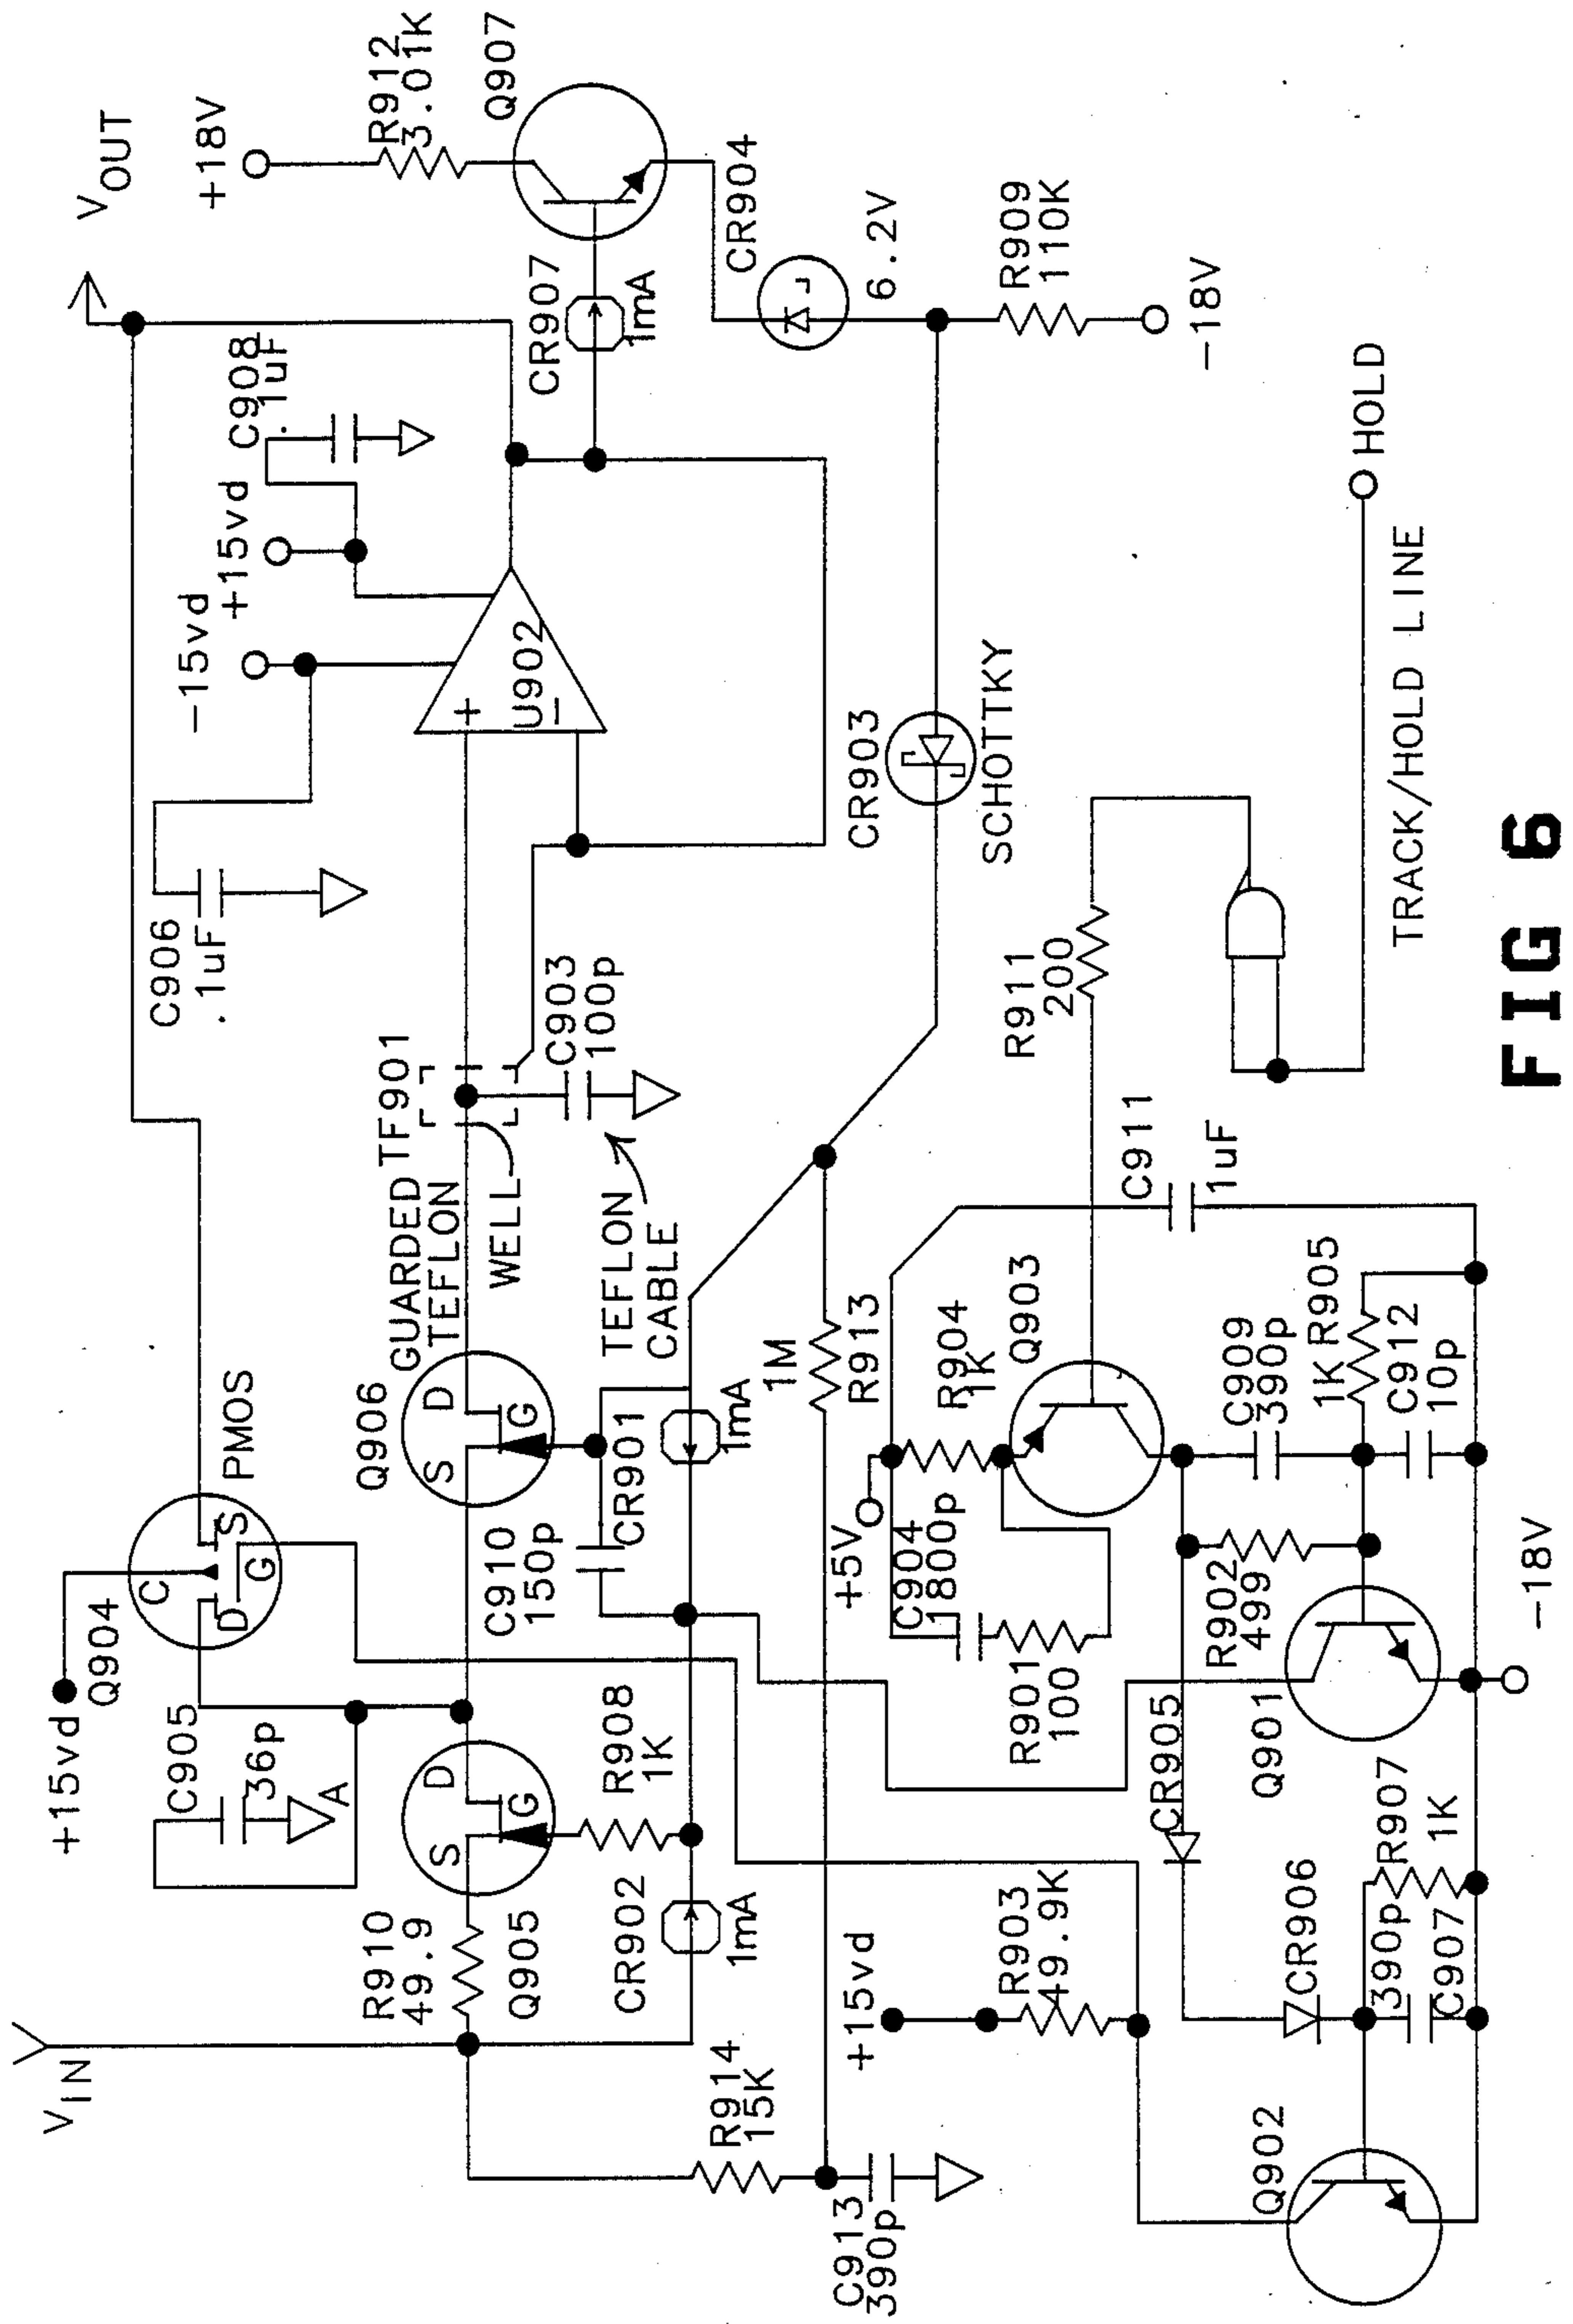 V IN
R910
49.9
Q905
+15vd
Q904
C905
36p
A
C
D
S
G
PMOS
S
D
G
R908
1K
CR902
1mA
C910
150p
Q906
S
D
G
CR901
1mA
GUARDED
TEFLON
TF901
WELL
TEFLON
CABLE
C903
100p
C906
.1uF
-15vd
+15vd
C908
.1uF
+
U902
−
V OUT
+18V
R912
3.01K
Q907
CR907
1mA
CR904
6.2V
R909
110K
-18V
CR903
SCHOTTKY
R914
15K
C913
390p
1M
R913
+15vd
R903
49.9K
+5V
C904
1800p
R901
100
R904
1K
Q903
R911
200
C911
1uF
HOLD
TRACK/HOLD LINE
CR905
R902
499
C909
390p
1K
R905
C912
10p
Q901
-18V
CR906
R907
1K
390p
C907
Q902
FIG 6